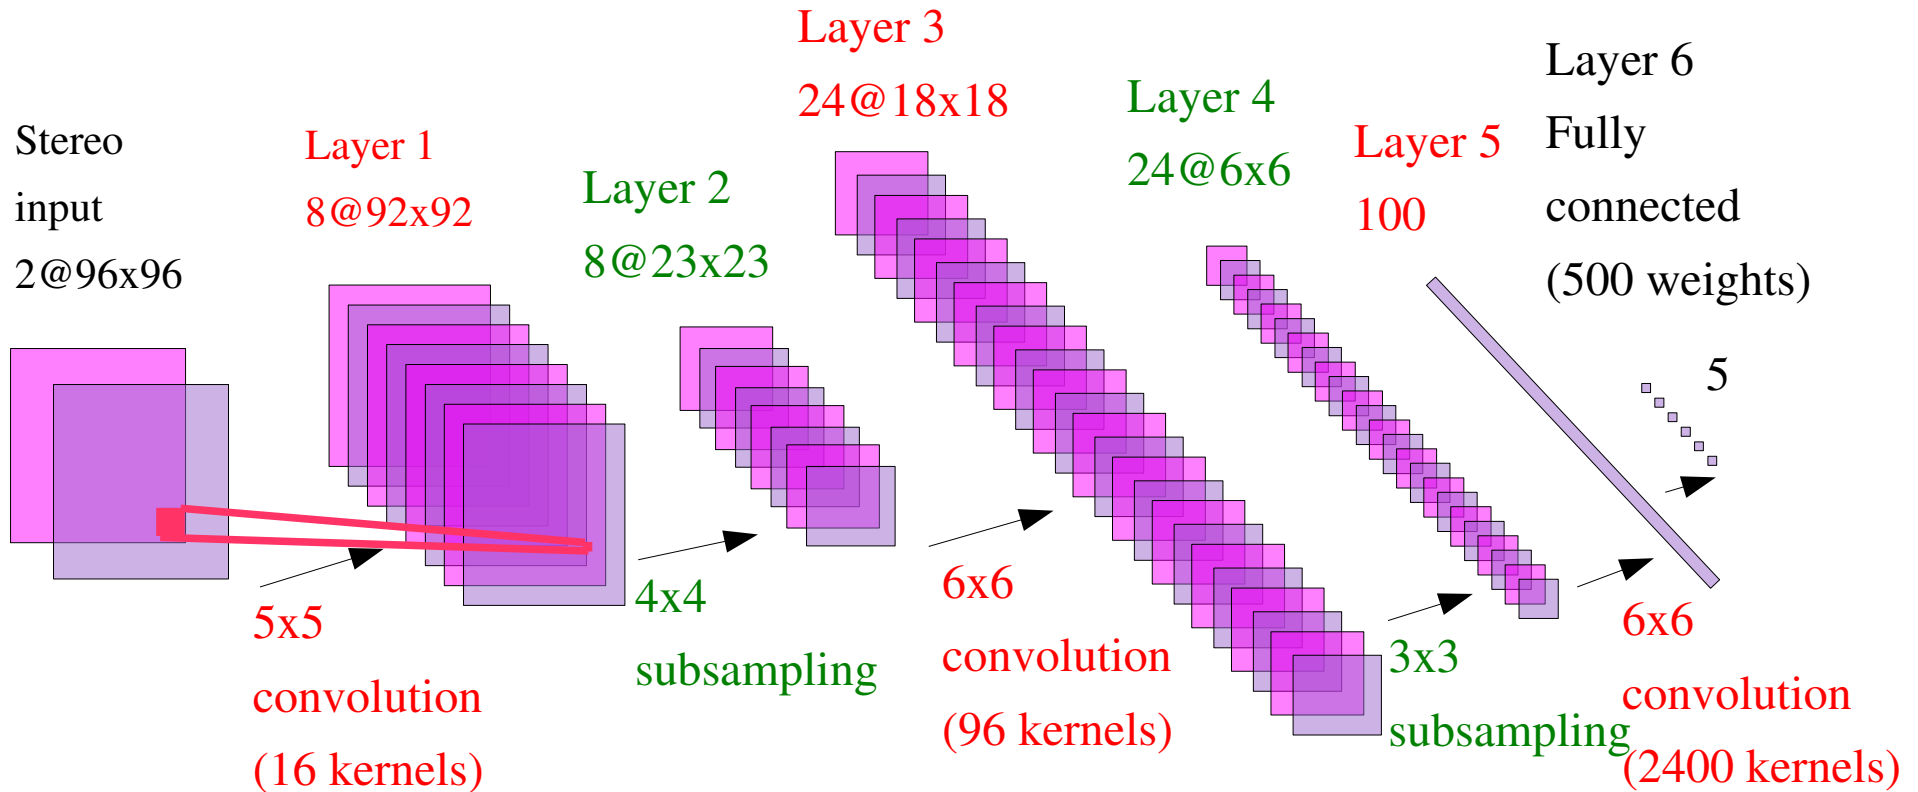 Stereo
input
2@96x96
Layer 1
8@92x92
Layer 2
8@23x23
Layer 3
24@18x18
Layer 4
24@6x6
Layer 5
100
Layer 6
Fully
connected
(500 weights)
5
5x5
convolution
(16 kernels)
4x4
subsampling
6x6
convolution
(96 kernels)
3x3
subsampling
6x6
convolution
(2400 kernels)